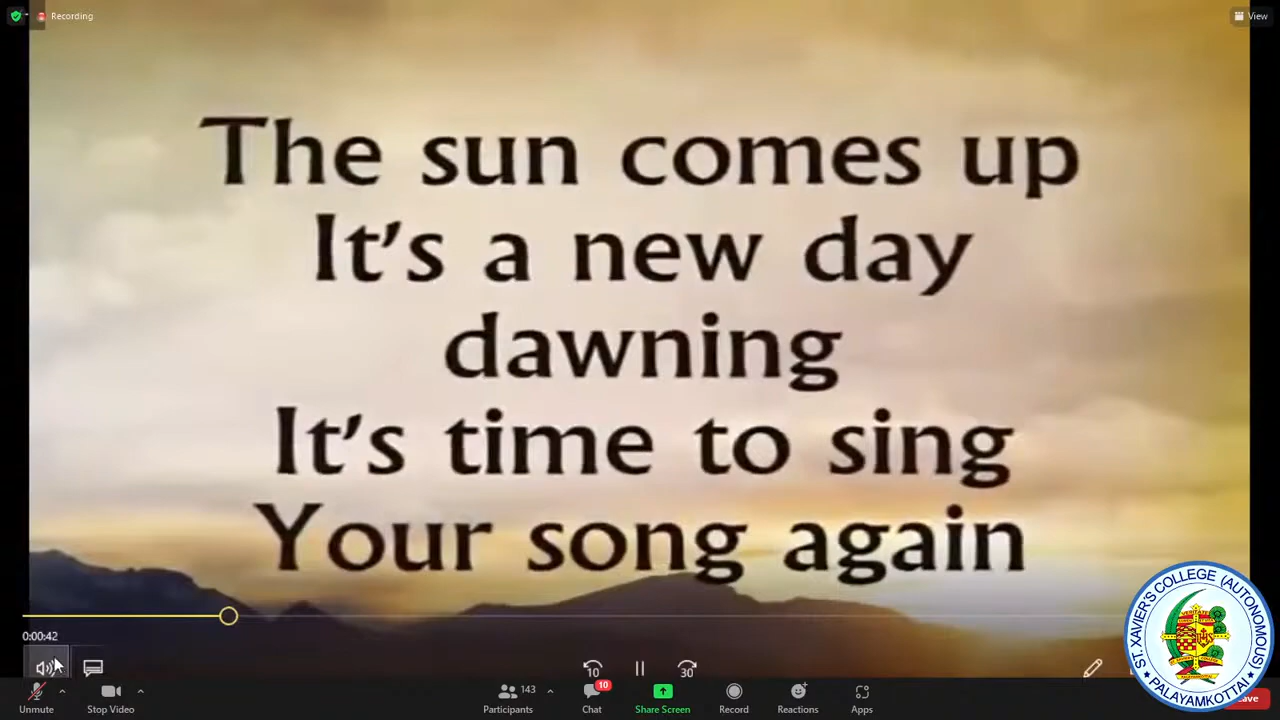 Recording
View
The sun comes up
It's a new day
dawning
It's time to sing
Your song again
0:00:42
10
30
Unmute
Stop Video
Participants
143
Chat
10
Share Screen
Record
Reactions
Apps
ST. XAVIER'S COLLEGE (AUTONOMOUS)
PALAYAMKOTTAI